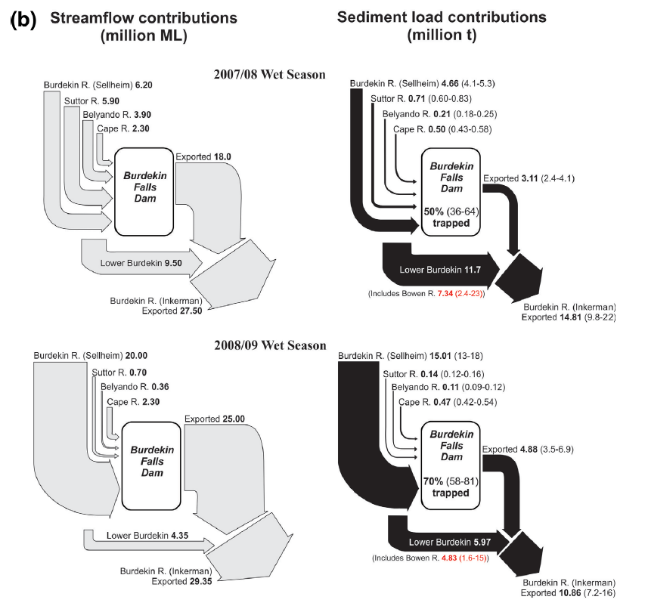 (b)
Streamflow contributions
(million ML)
Sediment load contributions
(million t)
2007/08 Wet Season
Burdekin R. (Sellheim) 6.20
Suttor R. 5.90
Belyando R. 3.90
Cape R. 2.30
Burdekin
Falls
Dam
Exported 18.0
Lower Burdekin 9.50
Burdekin R. (Inkerman)
Exported 27.50
Burdekin R. (Sellheim) 4.66 (4.1-5.3)
Suttor R. 0.71 (0.60-0.83)
Belyando R. 0.21 (0.18-0.25)
Cape R. 0.50 (0.43-0.58)
Burdekin
Falls
Dam
50% (36-64)
trapped
Exported 3.11 (2.4-4.1)
Lower Burdekin 11.7
(Includes Bowen R. 7.34 (2.4-23))
Burdekin R. (Inkerman)
Exported 14.81 (9.8-22)
2008/09 Wet Season
Burdekin R. (Sellheim) 20.00
Suttor R. 0.70
Belyando R. 0.36
Cape R. 2.30
Burdekin
Falls
Dam
Exported 25.00
Lower Burdekin 4.35
Burdekin R. (Inkerman)
Exported 29.35
Burdekin R. (Sellheim) 15.01 (13-18)
Suttor R. 0.14 (0.12-0.16)
Belyando R. 0.11 (0.09-0.12)
Cape R. 0.47 (0.42-0.54)
Burdekin
Falls
Dam
70% (58-81)
trapped
Exported 4.88 (3.5-6.9)
Lower Burdekin 5.97
(Includes Bowen R. 4.83 (1.6-15))
Burdekin R. (Inkerman)
Exported 10.86 (7.2-16)